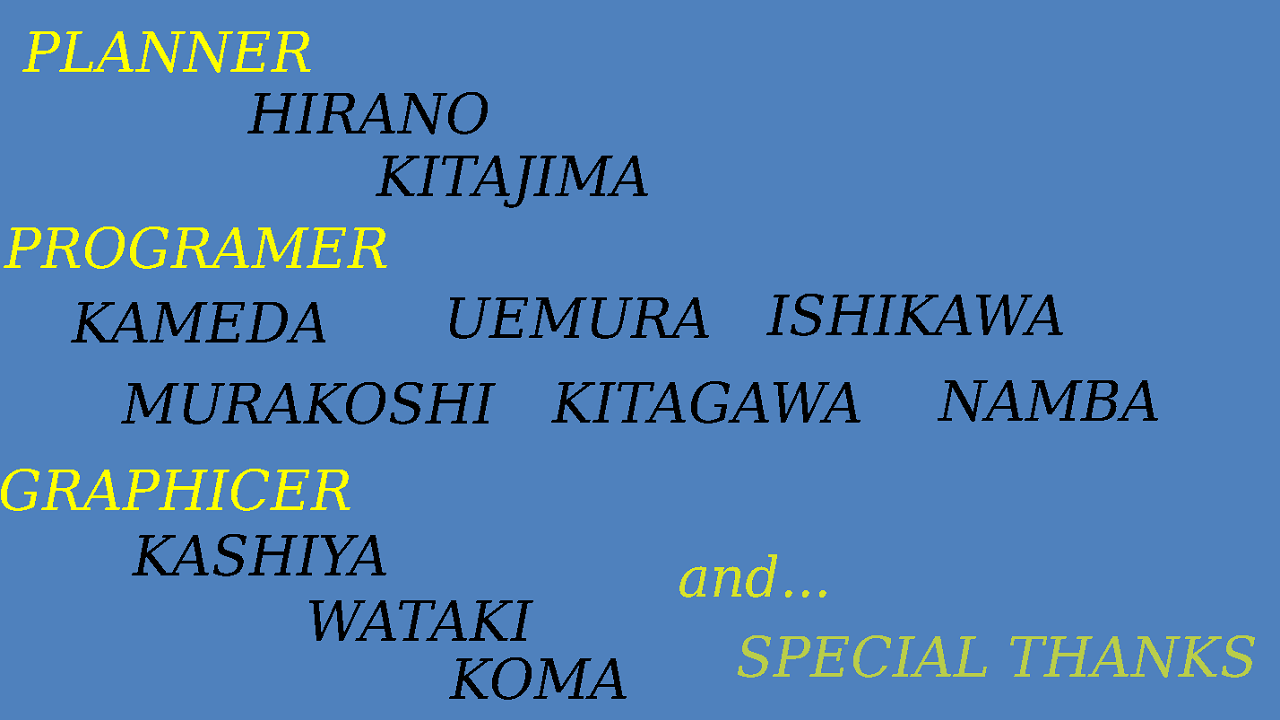 PLANNER
HIRANO
KITAJIMA
PROGRAMER
KAMEDA UEMURA ISHIKAWA
MURAKOSHI KITAGAWA NAMBA
GRAPHICER
KASHIYA
and...
WATAKI
SPECIAL THANKS
KOMA